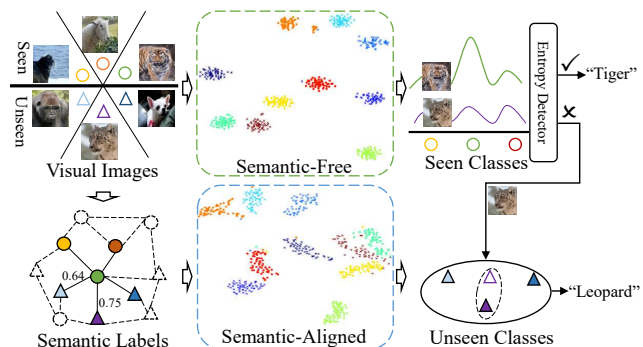 Seen
Unseen
Visual Images
Semantic-Free
Seen Classes
Entropy
Detector
“Tiger”
0.64
0.75
Semantic Labels
Semantic-Aligned
Unseen Classes
“Leopard”